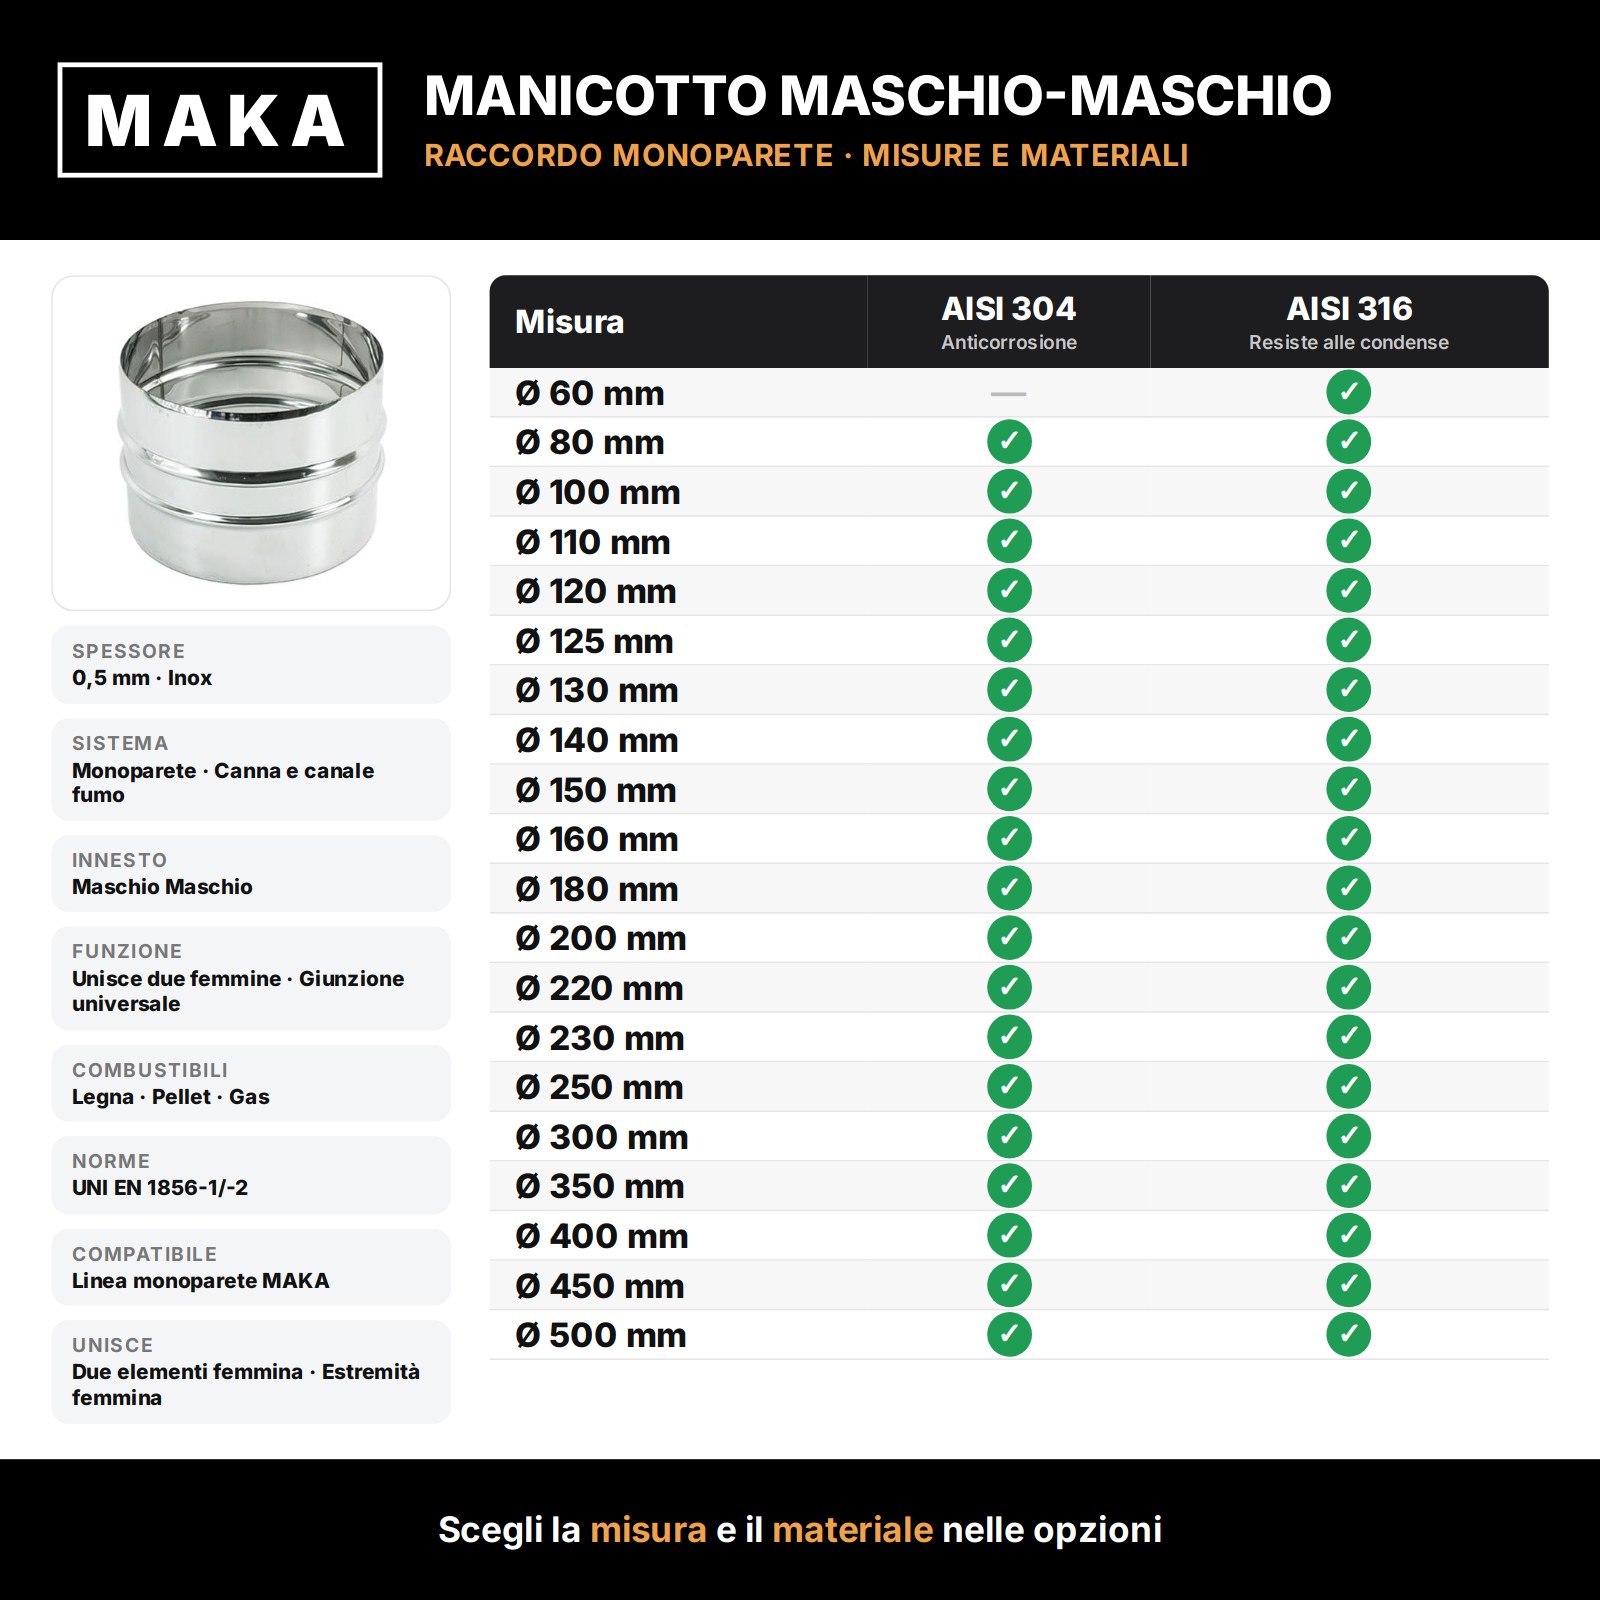 MAKA
MANICOTTO MASCHIO-MASCHIO
RACCORDO MONOPARETE · MISURE E MATERIALI
SPESSORE
0,5 mm · Inox
SISTEMA
Monoparete · Canna e canale
fumo
INNESTO
Maschio Maschio
FUNZIONE
Unisce due femmine · Giunzione
universale
COMBUSTIBILI
Legna · Pellet · Gas
NORME
UNI EN 1856-1/-2
COMPATIBILE
Linea monoparete MAKA
UNISCE
Due elementi femmina · Estremità
femmina
Misura AISI 304 AISI 316
Anticorrosione Resiste alle condense
Ø 60 mm — ✓
Ø 80 mm ✓ ✓
Ø 100 mm ✓ ✓
Ø 110 mm ✓ ✓
Ø 120 mm ✓ ✓
Ø 125 mm ✓ ✓
Ø 130 mm ✓ ✓
Ø 140 mm ✓ ✓
Ø 150 mm ✓ ✓
Ø 160 mm ✓ ✓
Ø 180 mm ✓ ✓
Ø 200 mm ✓ ✓
Ø 220 mm ✓ ✓
Ø 230 mm ✓ ✓
Ø 250 mm ✓ ✓
Ø 300 mm ✓ ✓
Ø 350 mm ✓ ✓
Ø 400 mm ✓ ✓
Ø 450 mm ✓ ✓
Ø 500 mm ✓ ✓
Scegli la misura e il materiale nelle opzioni